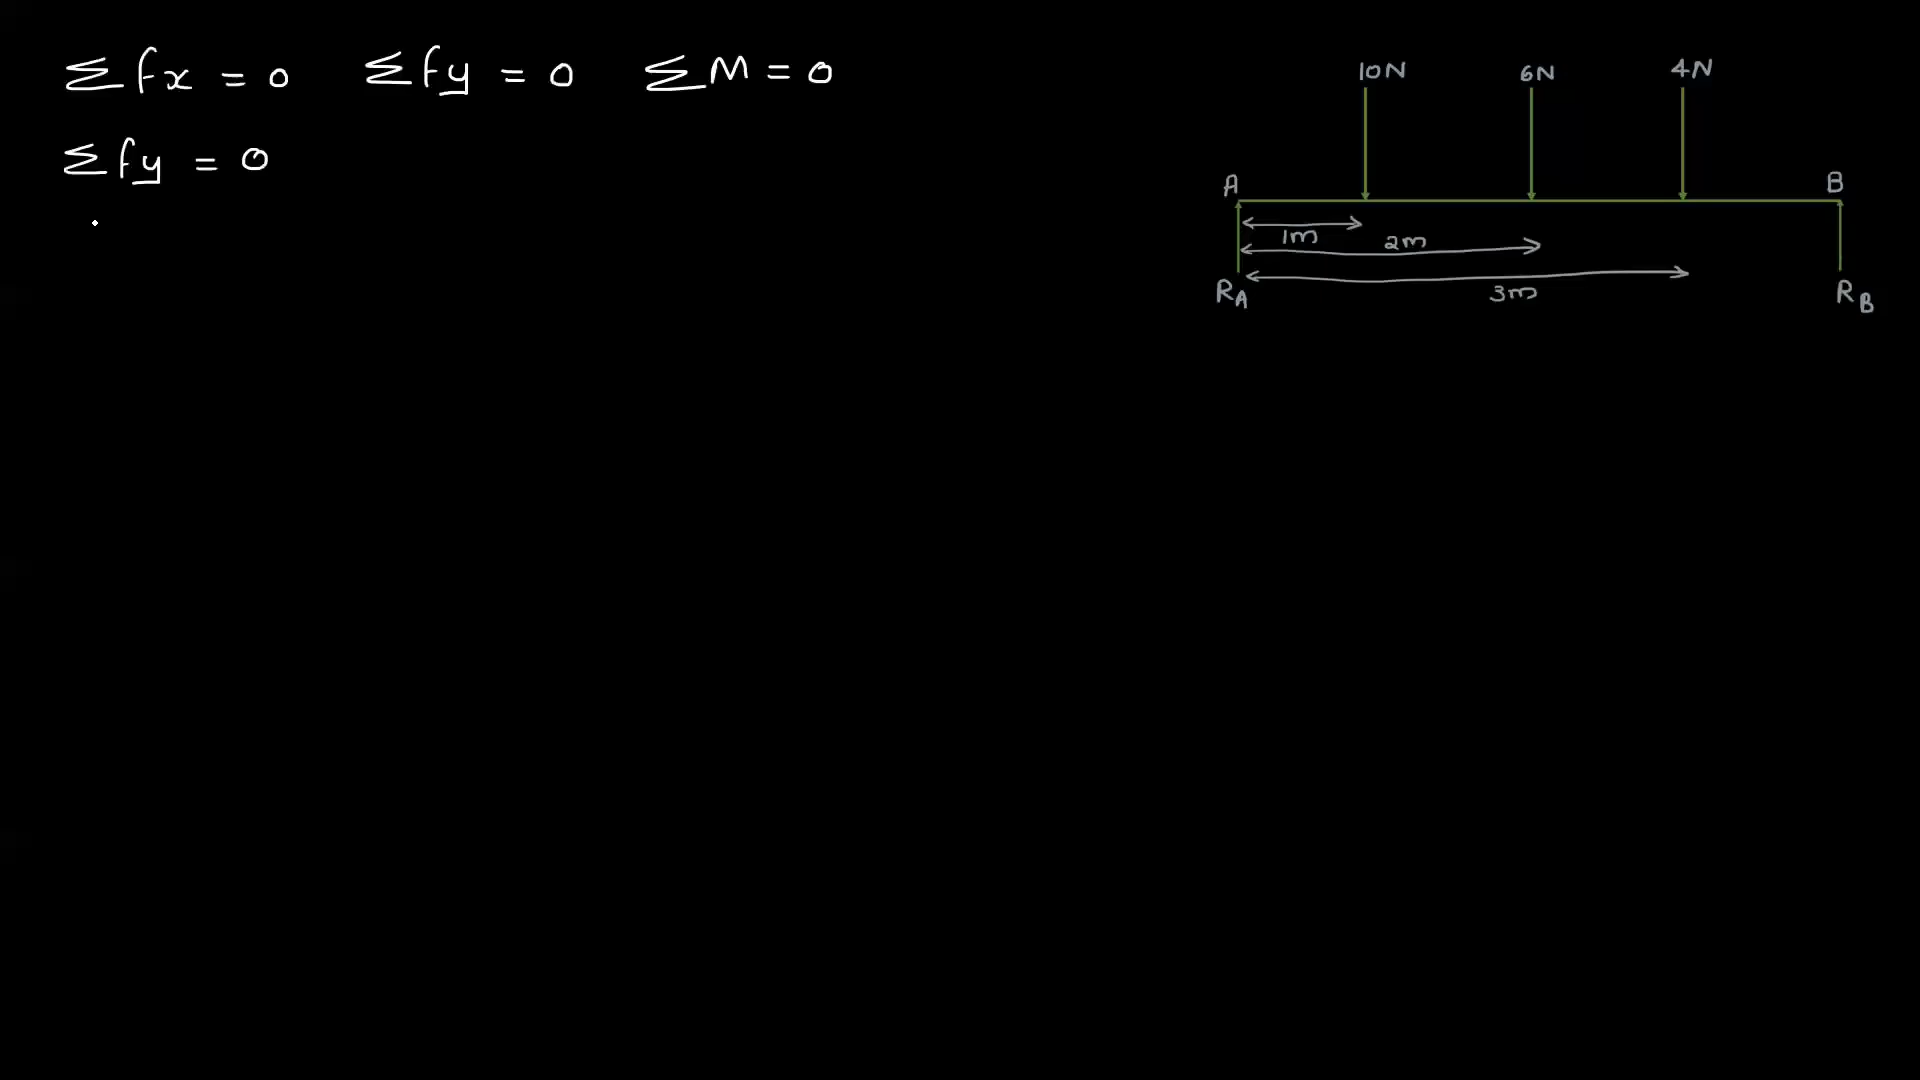 Σfx = 0 Σfy = 0 ΣM = 0
Σfy = 0
10N 6N 4N
A B
1m 2m
3m
RA RB